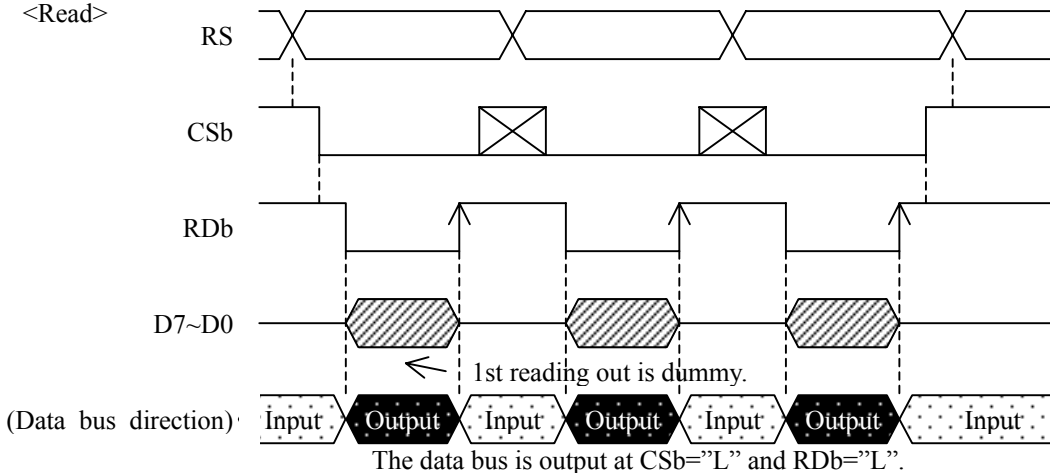 <Read>
RS
CSb
RDb
D7~D0
1st reading out is dummy.
(Data bus direction) Input Output Input Output Input Output Input
The data bus is output at CSb=”L” and RDb=”L”.